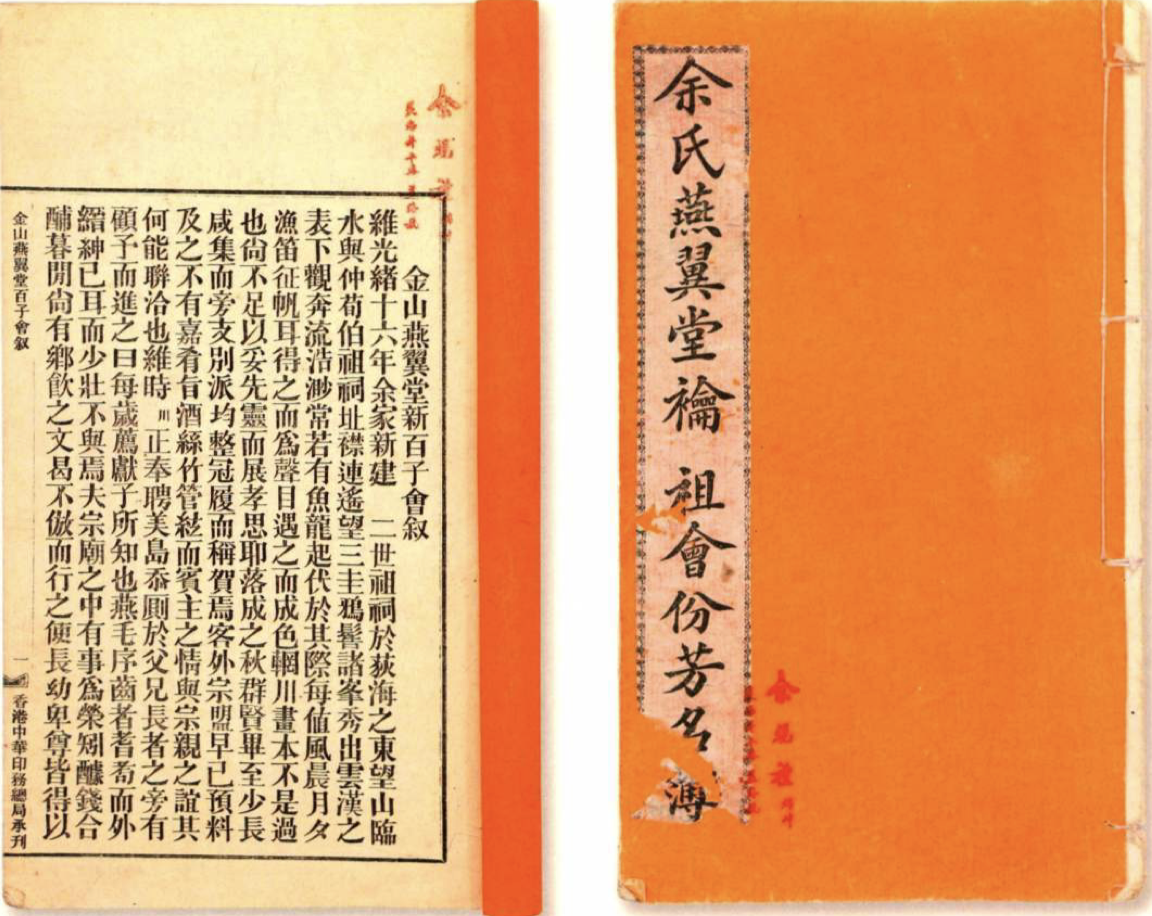 金山燕翼堂新百子會叙
維光緒十六年余家新建 二世祖祠於荻海之東望山臨
水與仲荀伯祖祠址襟連遙望三圭鴉髻諸峯秀出雲漢之
表下觀奔流浩渺常若有魚龍起伏於其際每値風晨月夕
漁笛征帆耳得之而爲聲目遇之而成色輞川畫本不是過
也尙不足以妥先靈而展孝思耶落成之秋群賢畢至少長
咸集而旁支別派均整冠履而稱賀焉客外宗盟早已預料
及之不有嘉肴旨酒絲竹管絃而賓主之情與宗親之誼其
何能聯洽也維時 川正奉聘美島忝厠於父兄長者之旁有
顧子而進之曰每歲薦獻子所知也燕毛序齒者耆耈而外
縉紳已耳而少壯不與焉夫宗廟之中有事爲榮矧醵錢合
酺暮閒尙有鄉飮之文曷不倣而行之使長幼卑尊皆得以
金山燕翼堂百子會叙 一 香港中華印務總局承刊
余氏燕翼堂禴 祖會份芳名簿